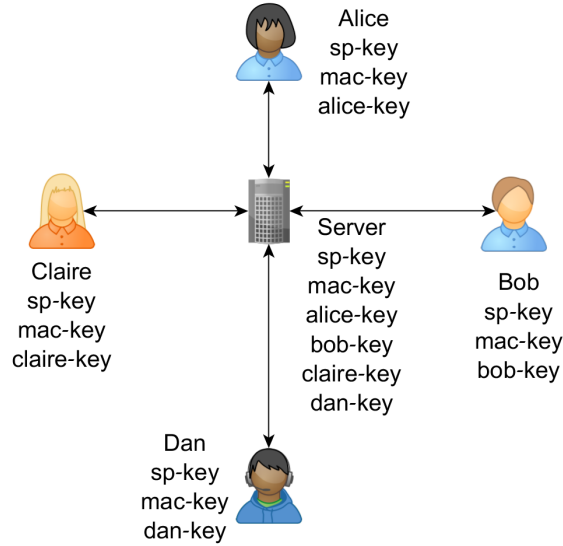 Alice
sp-key
mac-key
alice-key
Claire
sp-key
mac-key
claire-key
Server
sp-key
mac-key
alice-key
bob-key
claire-key
dan-key
Bob
sp-key
mac-key
bob-key
Dan
sp-key
mac-key
dan-key